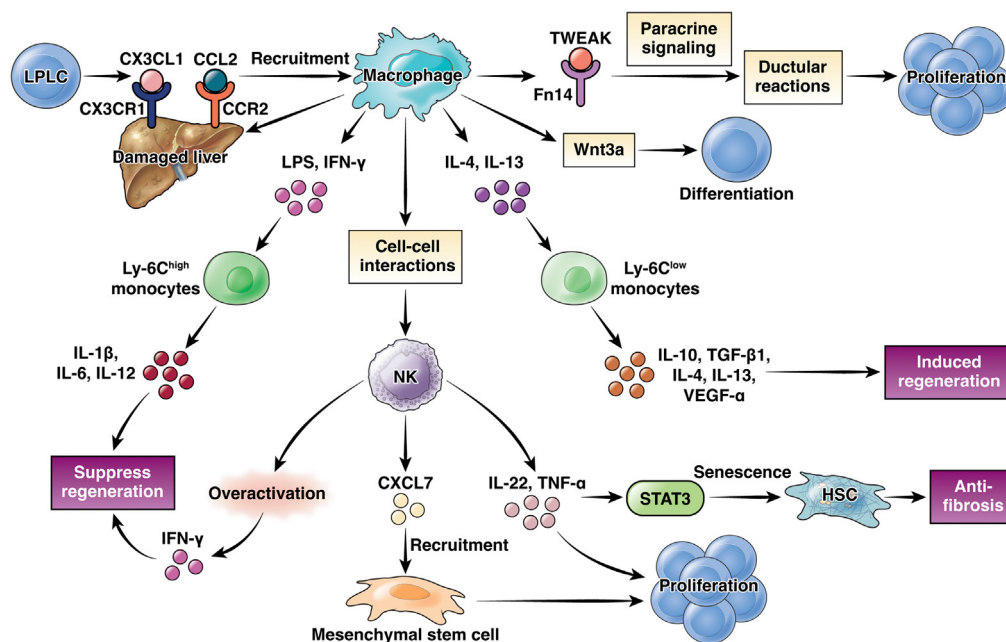 LPLC
CX3CL1
CCL2
Recruitment
CX3CR1
CCR2
Damaged liver
Macrophage
TWEAK
Fn14
Paracrine
signaling
Ductular
reactions
Proliferation
Wnt3a
Differentiation
LPS, IFN-γ
IL-4, IL-13
Cell-cell
interactions
Ly-6Chigh
monocytes
Ly-6Clow
monocytes
IL-1β,
IL-6, IL-12
NK
IL-10, TGF-β1,
IL-4, IL-13,
VEGF-α
Induced
regeneration
Suppress
regeneration
Overactivation
CXCL7
IL-22, TNF-α
STAT3
Senescence
HSC
Anti-
fibrosis
IFN-γ
Recruitment
Mesenchymal stem cell
Proliferation